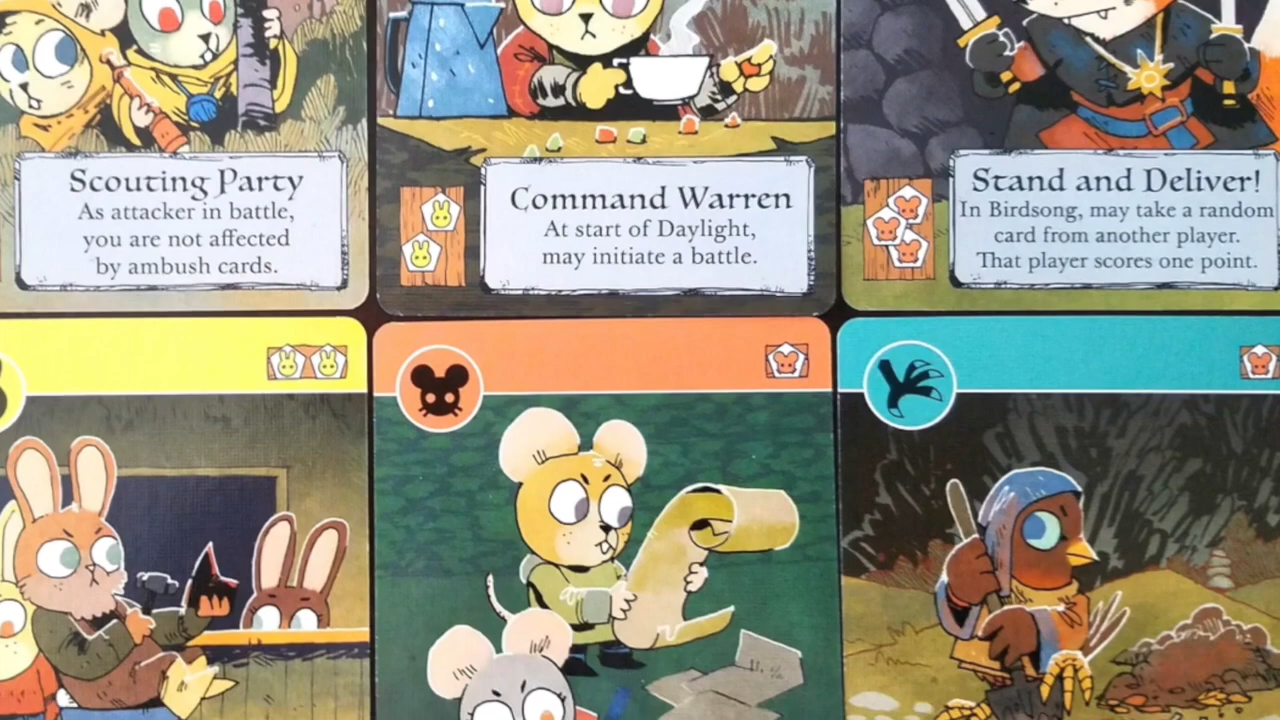 Scouting Party
As attacker in battle,
you are not affected
by ambush cards.
Command Warren
At start of Daylight,
may initiate a battle.
Stand and Deliver!
In Birdsong, may take a random
card from another player.
That player scores one point.